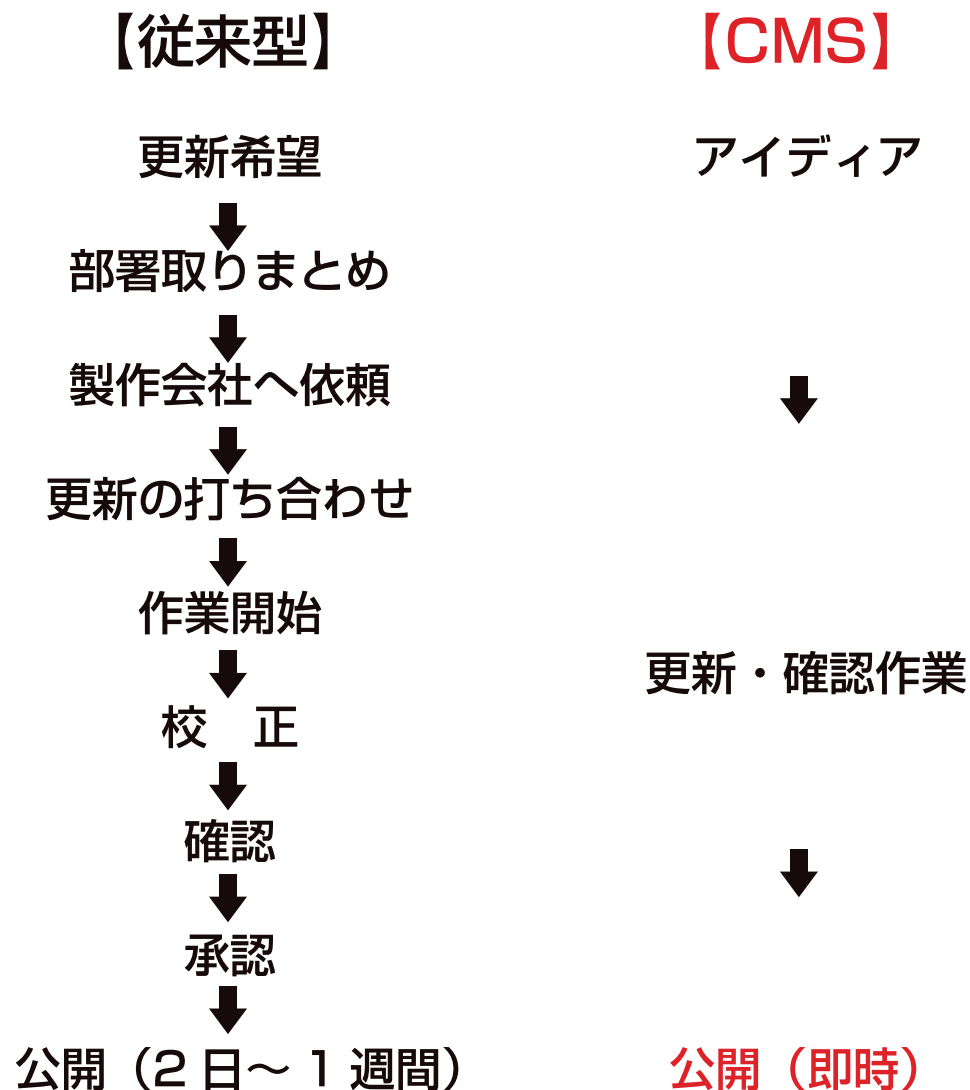 【従来型】
更新希望
部署取りまとめ
製作会社へ依頼
更新の打ち合わせ
作業開始
校　正
確認
承認
公開（2日〜1週間）
【CMS】
アイディア
更新・確認作業
公開（即時）